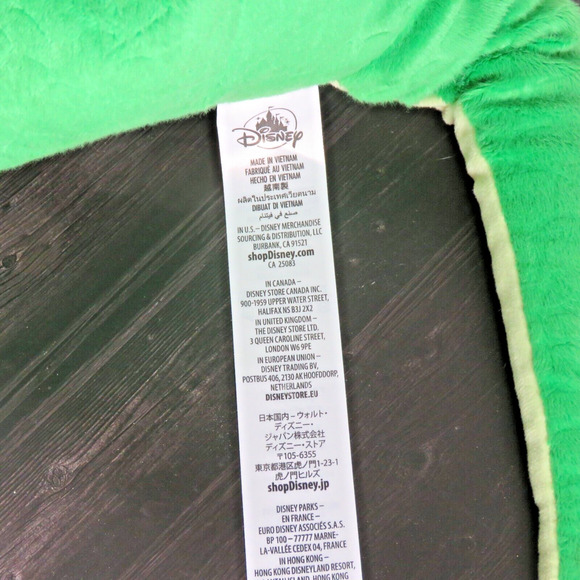 Disney
MADE IN VIETNAM
FABRIQUÉ AU VIETNAM
HECHO EN VIETNAM
越南製
ผลิตในประเทศเวียดนาม
DIBUAT DI VIETNAM
صنع في فيتنام
IN U.S. – DISNEY MERCHANDISE
SOURCING & DISTRIBUTION, LLC
BURBANK, CA 91521
shopDisney.com
CA 25083
IN CANADA –
DISNEY STORE CANADA INC.
900-1959 UPPER WATER STREET,
HALIFAX NS B3J 2X2
IN UNITED KINGDOM –
THE DISNEY STORE LTD.
3 QUEEN CAROLINE STREET,
LONDON W6 9PE
IN EUROPEAN UNION –
DISNEY TRADING BV,
POSTBUS 406, 2130 AK HOOFDDORP,
NETHERLANDS
DISNEYSTORE.EU
日本国内 – ウォルト・
ディズニー・
ジャパン株式会社
ディズニー・ストア
〒105-6355
東京都港区虎ノ門1-23-1
虎ノ門ヒルズ
shopDisney.jp
DISNEY PARKS –
EN FRANCE –
EURO DISNEY ASSOCIÉS S.A.S.
BP 100 – 77777 MARNE-
LA-VALLÉE CEDEX 04, FRANCE
IN HONG KONG –
HONG KONG DISNEYLAND RESORT,
LANTAU ISLAND, HONG KONG